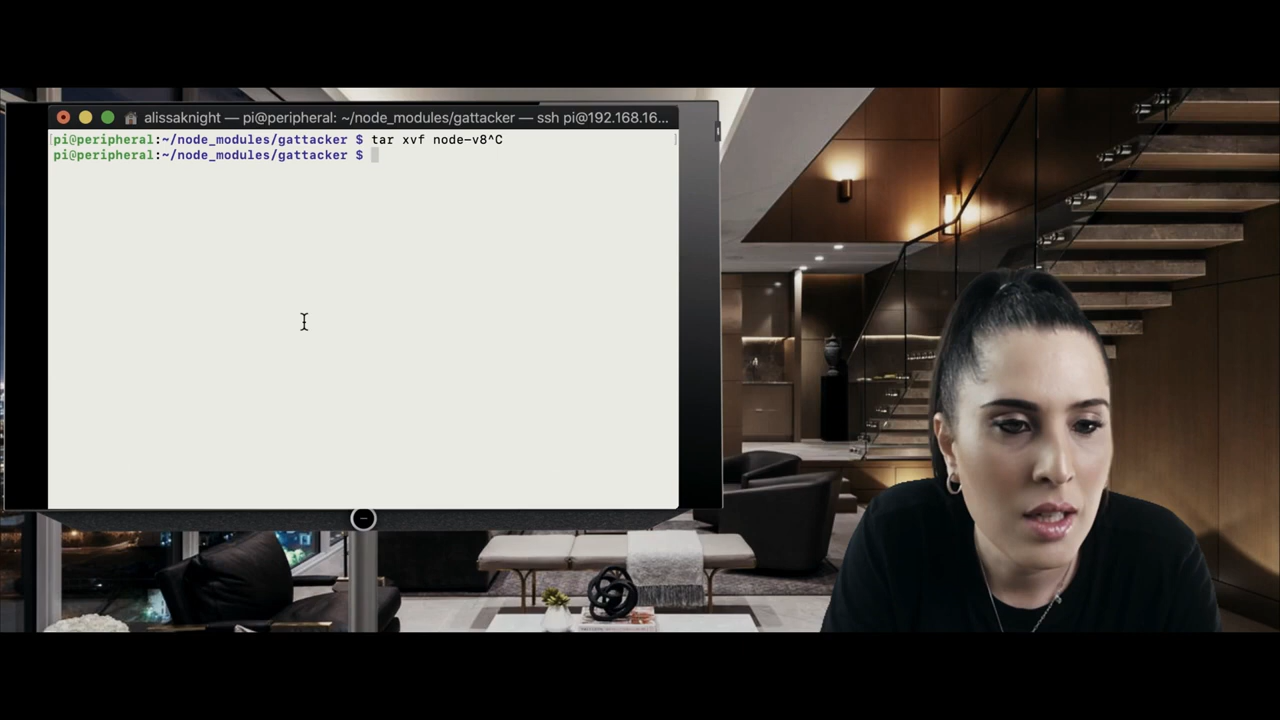 alissaknight — pi@peripheral: ~/node_modules/gattacker — ssh pi@192.168.16...
pi@peripheral:~/node_modules/gattacker $ tar xvf node-v8^C
pi@peripheral:~/node_modules/gattacker $